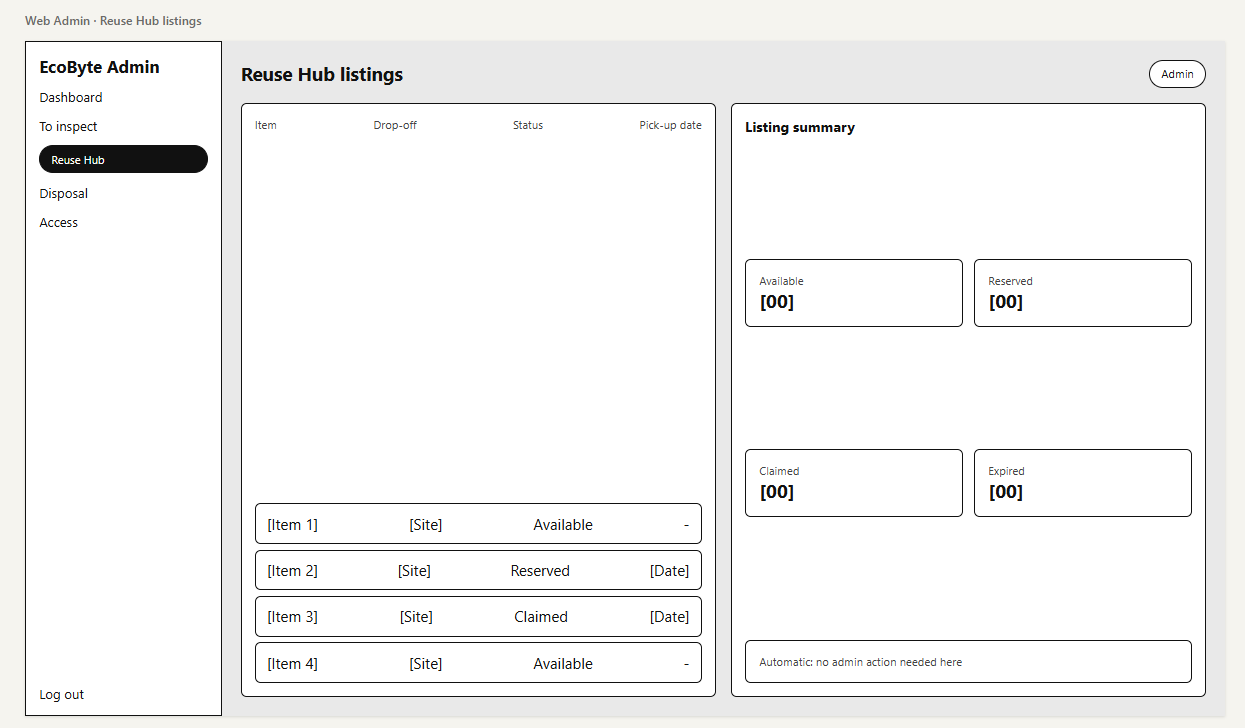 Web Admin · Reuse Hub listings
EcoByte Admin
Dashboard
To inspect
Reuse Hub
Disposal
Access
Log out
Reuse Hub listings
Admin
Item Drop-off Status Pick-up date
[Item 1] [Site] Available -
[Item 2] [Site] Reserved [Date]
[Item 3] [Site] Claimed [Date]
[Item 4] [Site] Available -
Listing summary
Available
[00]
Reserved
[00]
Claimed
[00]
Expired
[00]
Automatic: no admin action needed here